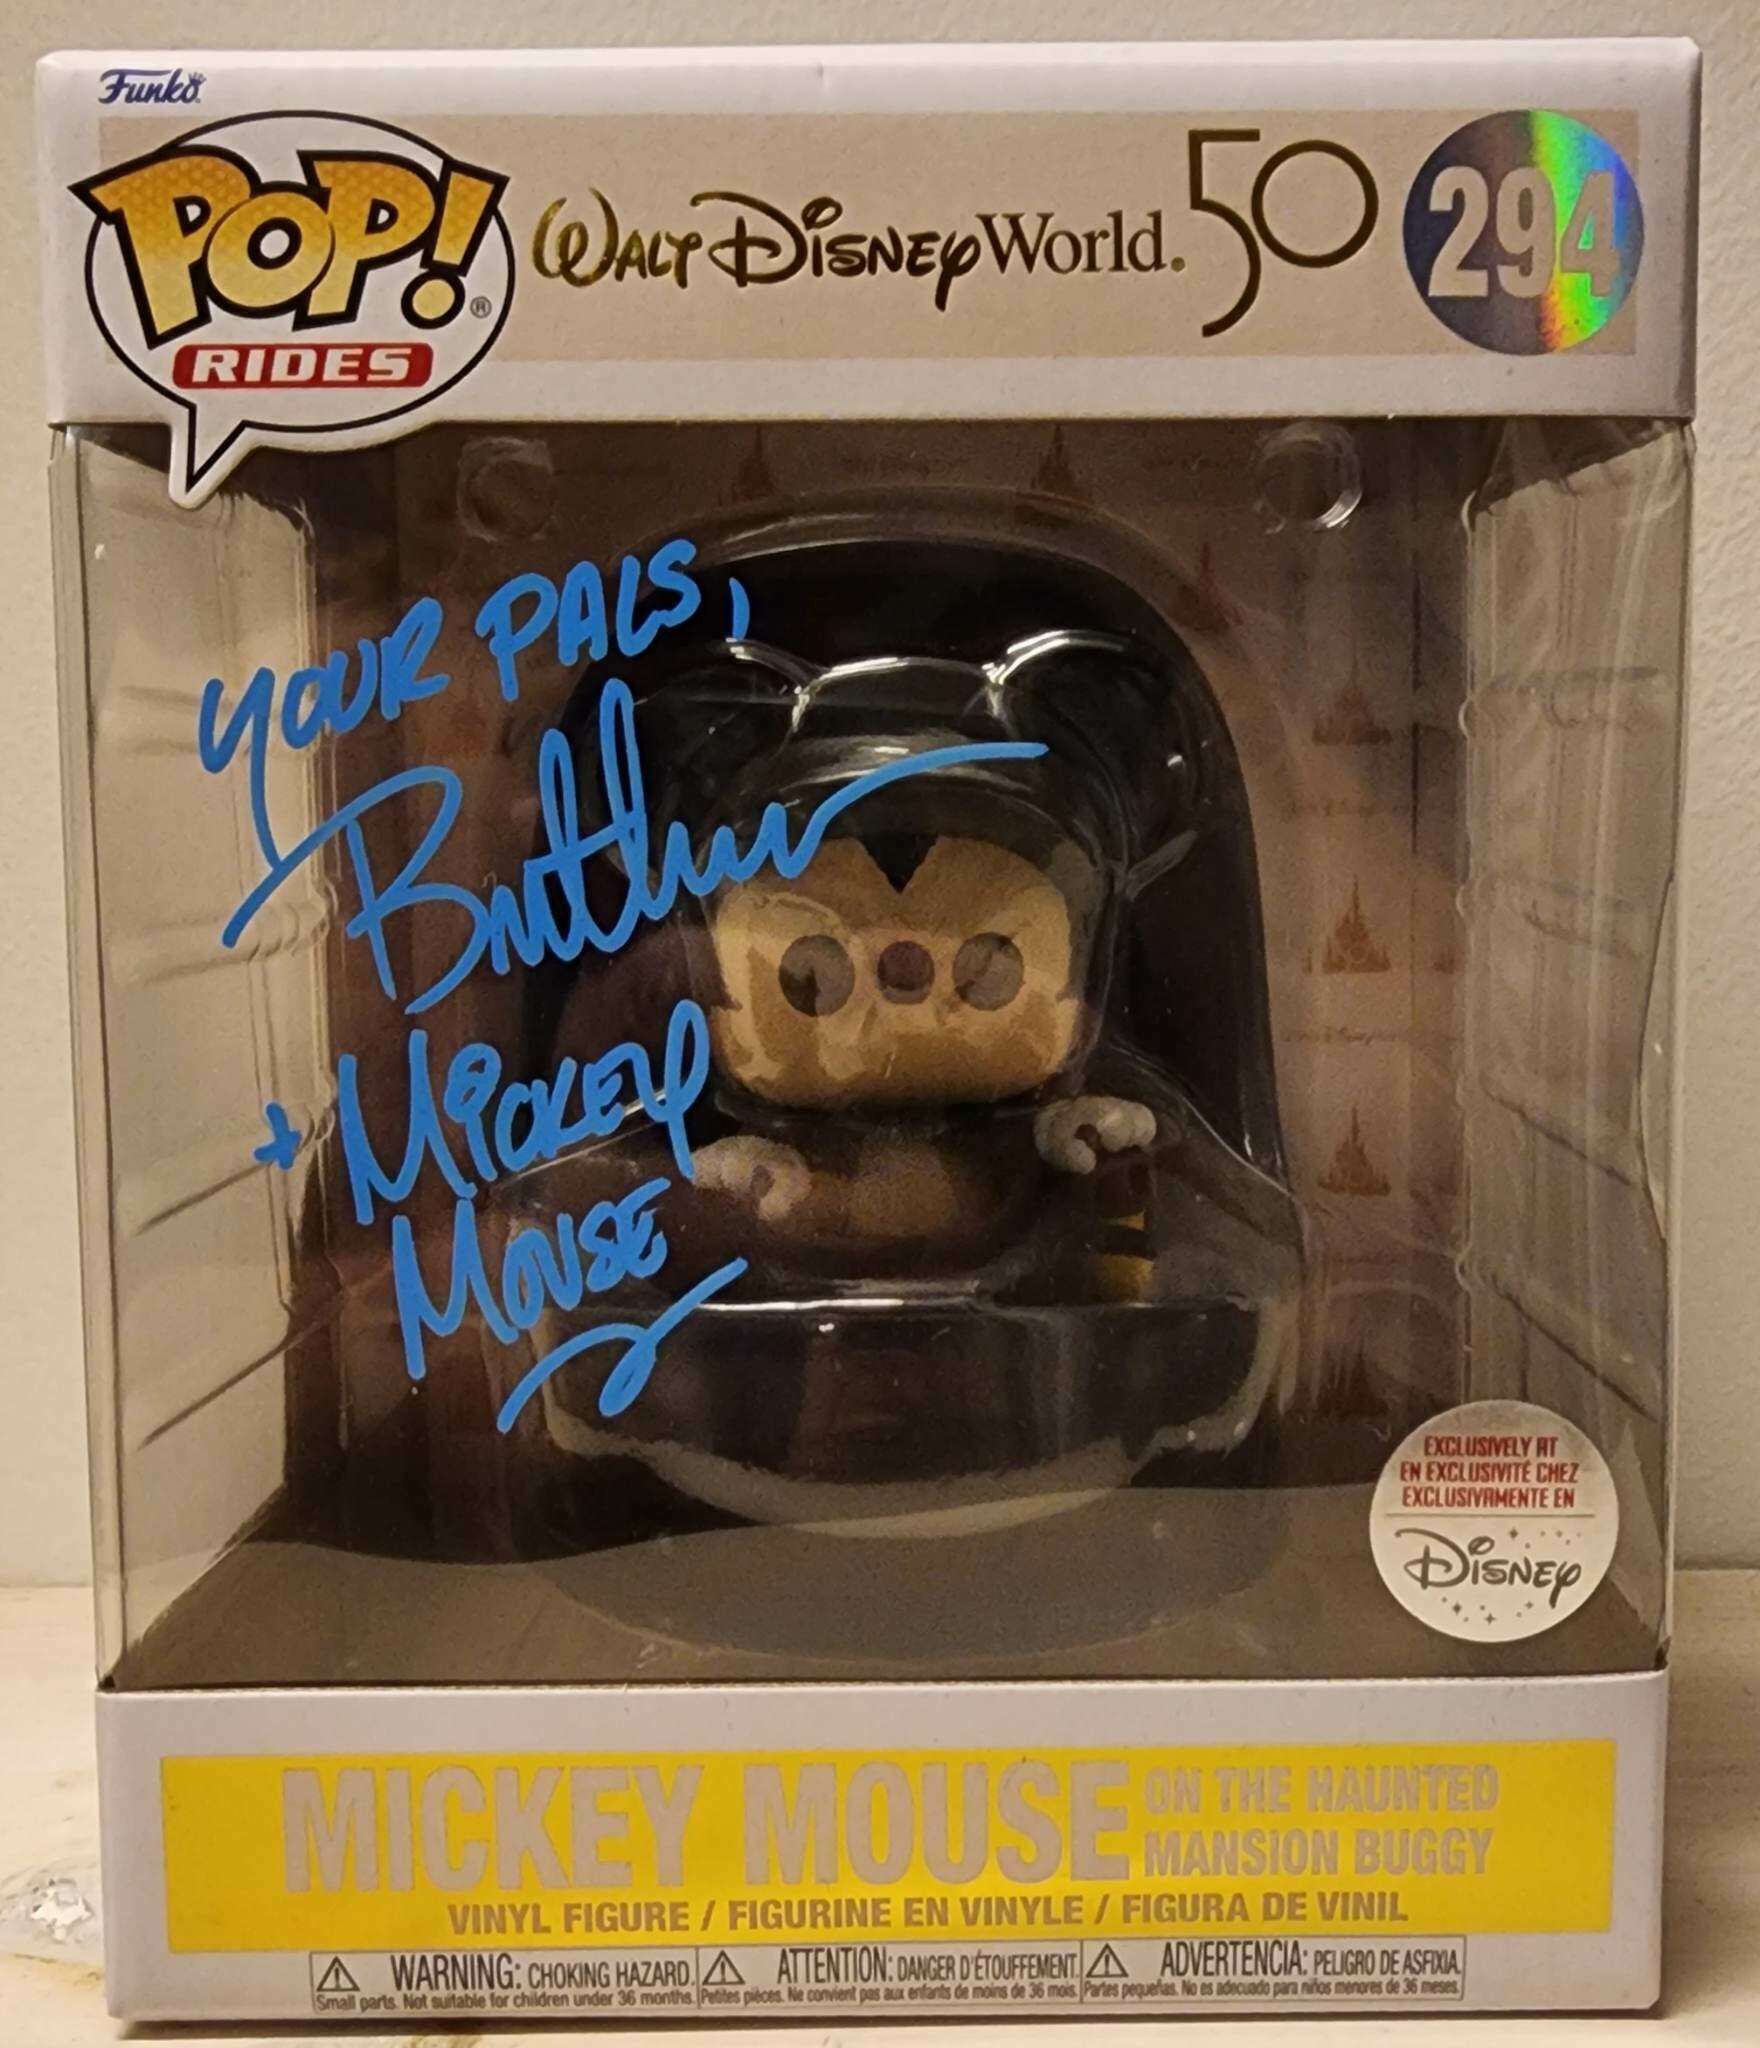 Funko
POP!®
RIDES
WALT DISNEY World. 50
294
YOUR PALS,
+ MICKEY
MOUSE
EXCLUSIVELY AT
EN EXCLUSIVITÉ CHEZ
EXCLUSIVAMENTE EN
DISNEY
MICKEY MOUSE ON THE HAUNTED
MANSION BUGGY
VINYL FIGURE / FIGURINE EN VINYLE / FIGURA DE VINIL
WARNING: CHOKING HAZARD.
Small parts. Not suitable for children under 36 months.
ATTENTION: DANGER D'ÉTOUFFEMENT.
Petites pièces. Ne convient pas aux enfants de moins de 36 mois.
ADVERTENCIA: PELIGRO DE ASFIXIA.
Partes pequeñas. No es adecuado para niños menores de 36 meses.